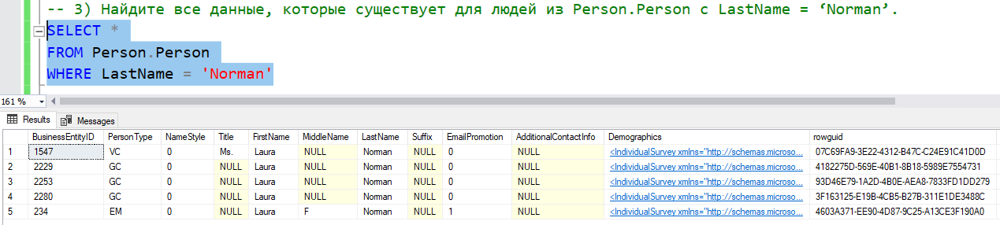 -- 3) Найдите все данные, которые существует для людей из Person.Person с LastName = ‘Norman’.
SELECT *
FROM Person.Person
WHERE LastName = 'Norman'
161 %
Results Messages
BusinessEntityID PersonType NameStyle Title FirstName MiddleName LastName Suffix EmailPromotion AdditionalContactInfo Demographics rowguid
1 1547 VC 0 Ms. Laura NULL Norman NULL 0 NULL <IndividualSurvey xmlns="http://schemas.microso... 07C69FA9-3E22-4312-B47C-C24E91C41D0D
2 2229 GC 0 NULL Laura NULL Norman NULL 0 NULL <IndividualSurvey xmlns="http://schemas.microso... 4182275D-569E-40B1-8B18-5989E7554731
3 2253 GC 0 NULL Laura NULL Norman NULL 0 NULL <IndividualSurvey xmlns="http://schemas.microso... 93D46E79-1A2D-4B0E-AEA8-7833FD1DD279
4 2280 GC 0 NULL Laura NULL Norman NULL 0 NULL <IndividualSurvey xmlns="http://schemas.microso... 3F163125-E19B-4CB5-B27B-311E1DE3488C
5 234 EM 0 NULL Laura F Norman NULL 1 NULL <IndividualSurvey xmlns="http://schemas.microso... 4603A371-EE90-4D87-9C25-A13CE3F190A0